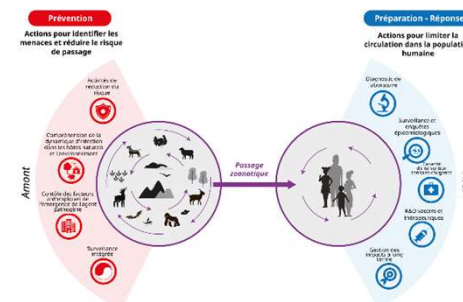 Prévention
Actions pour identifier les
menaces et réduire le risque
de passage
Activités de
réduction du
risque
Compréhension de la
dynamique d'infection
dans les hôtes naturels
et l'environnement
Contrôle des facteurs
anthropiques de
l'émergence de l'agent
pathogène
Surveillance
intégrée
Amont
Passage
zoonotique
Préparation - Réponse
Actions pour limiter la
circulation dans la population
humaine
Diagnostic de
laboratoire
Surveillance et
enquêtes
épidémiologiques
R&D vaccins et
thérapeutiques
Gestion des
impacts à long
terme